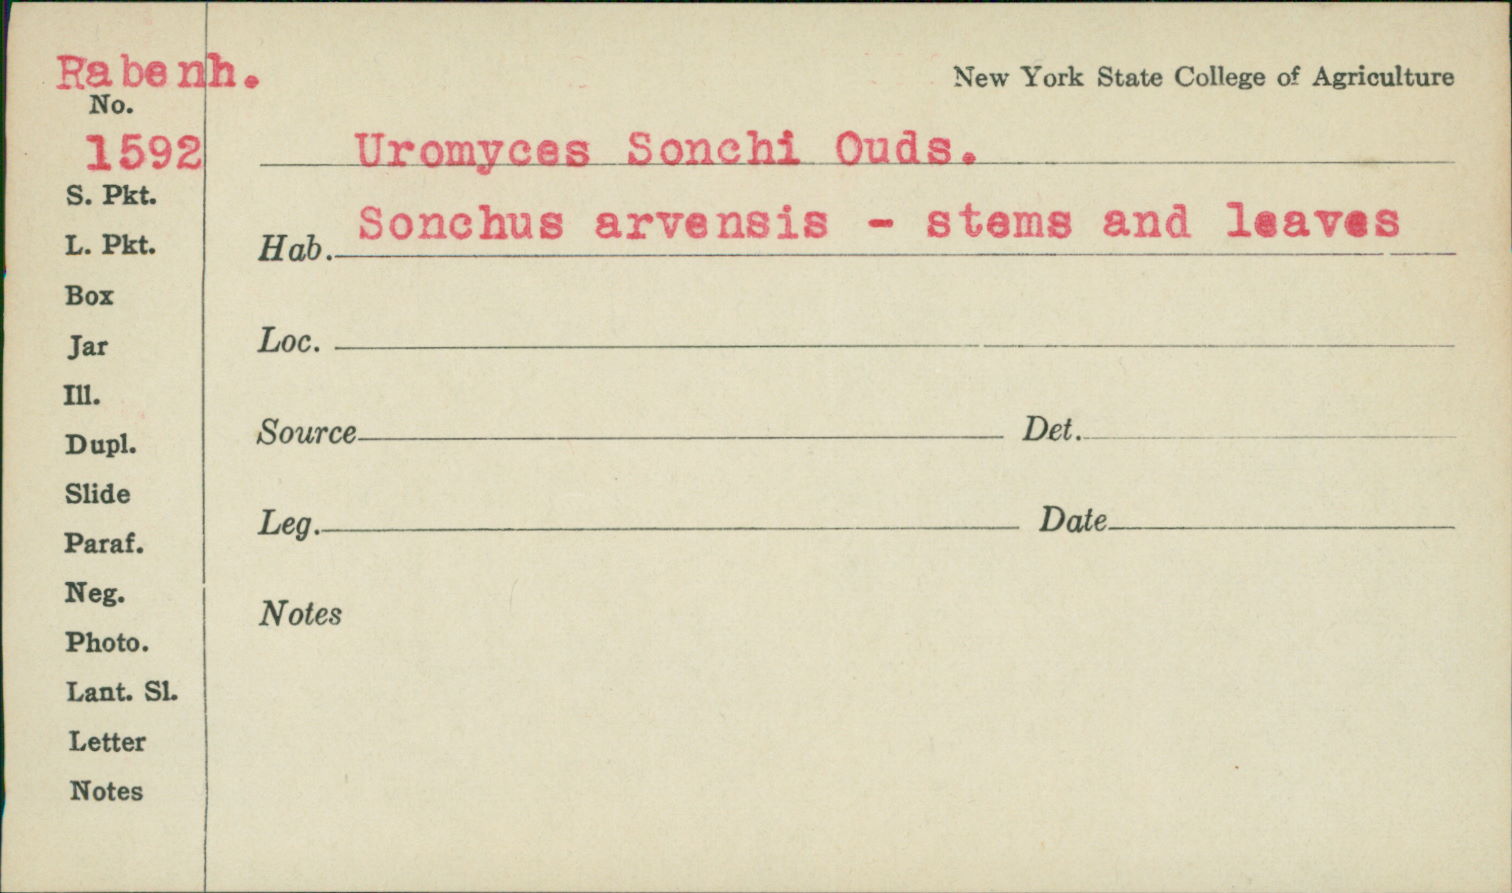 Rabenh.
New York State College of Agriculture
No.
1592
Uromyces Sonchi Ouds.
S. Pkt.
Hab. Sonchus arvensis - stems and leaves
L. Pkt.
Box
Loc.
Jar
Ill.
Source Det.
Dupl.
Slide
Leg. Date
Paraf.
Neg.
Notes
Photo.
Lant. Sl.
Letter
Notes